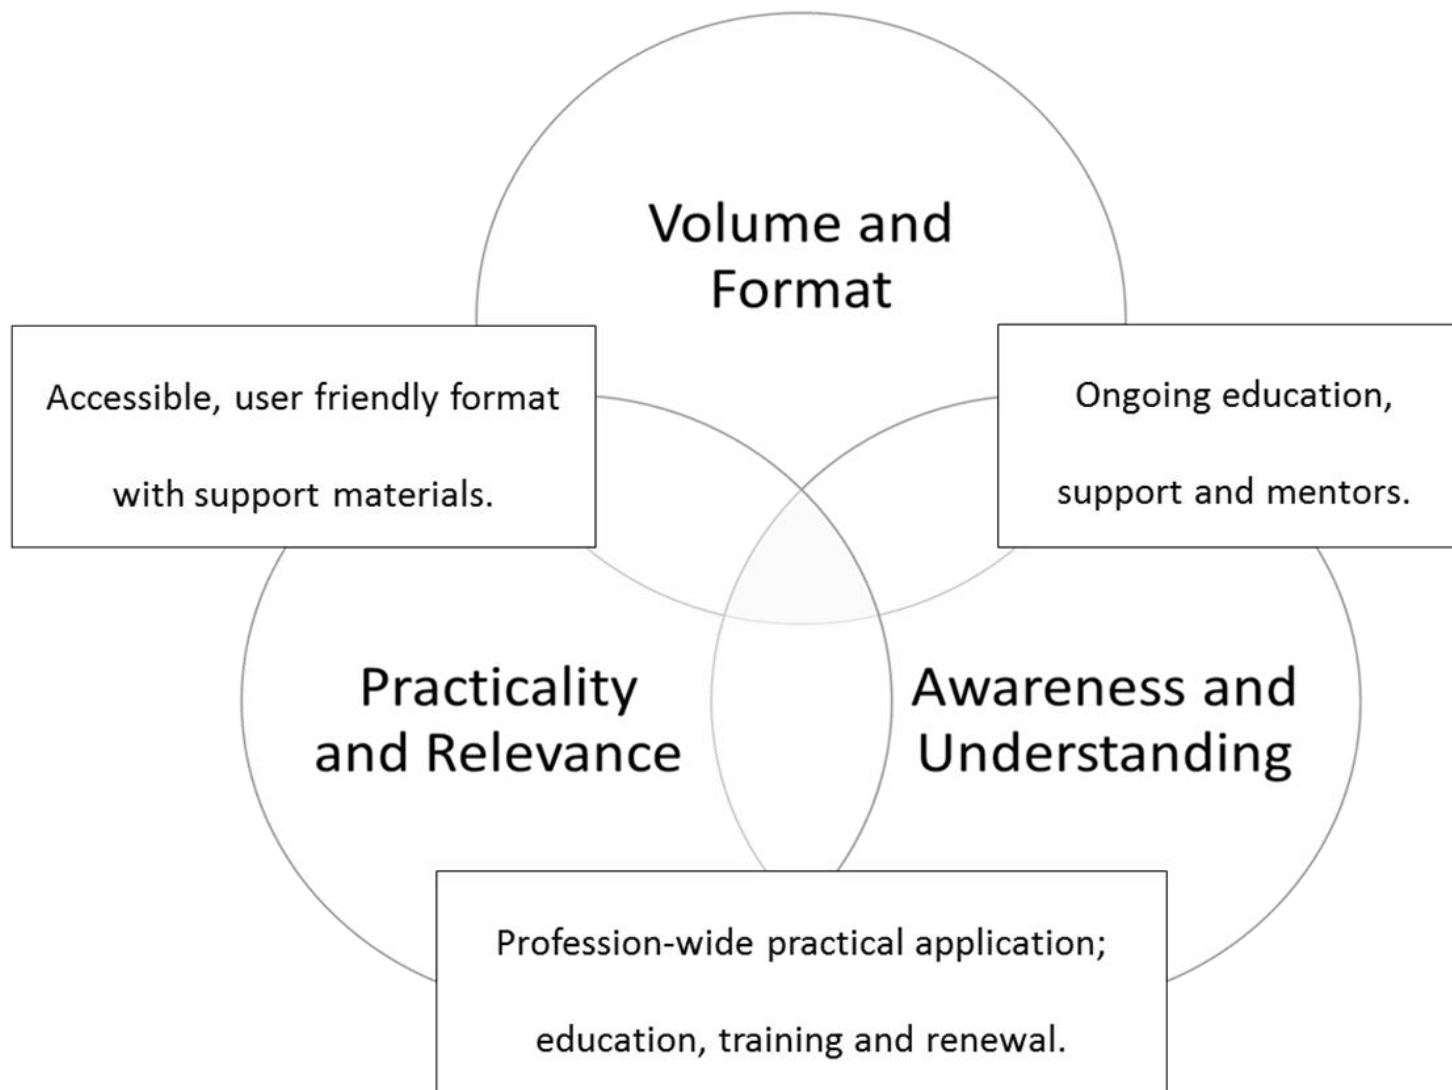 Volume and
Format
Accessible, user friendly format
with support materials.
Ongoing education,
support and mentors.
Practicality
and Relevance
Awareness and
Understanding
Profession-wide practical application;
education, training and renewal.